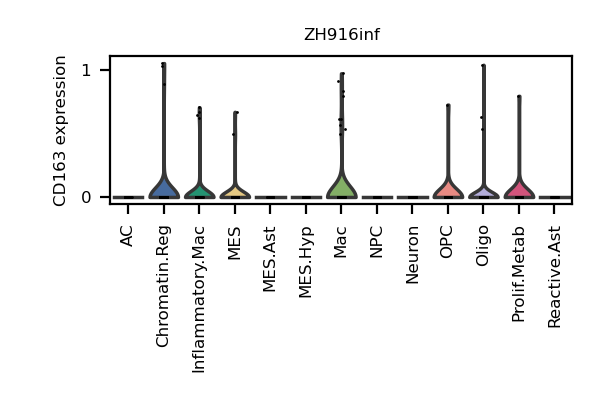 ZH916inf
CD163 expression
1
0
AC
Chromatin.Reg
Inflammatory.Mac
MES
MES.Ast
MES.Hyp
Mac
NPC
Neuron
OPC
Oligo
Prolif.Metab
Reactive.Ast